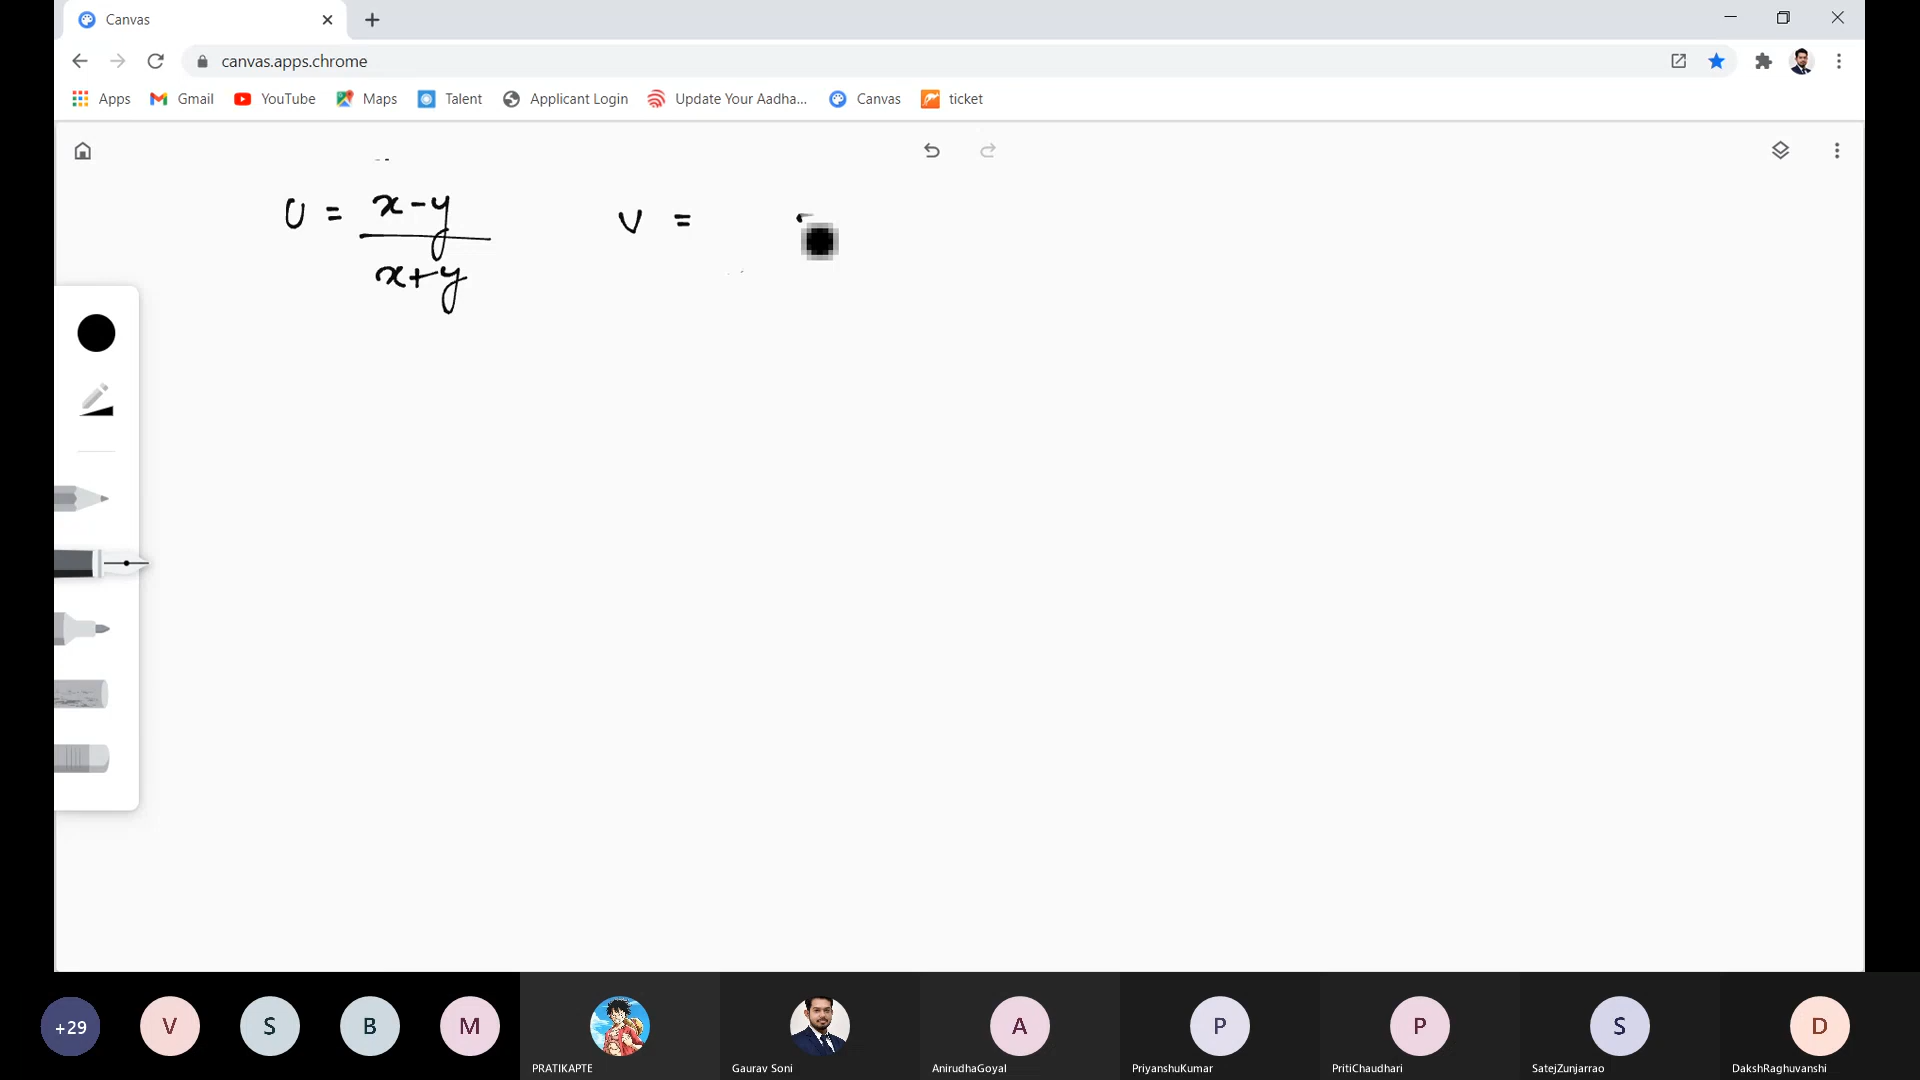 Canvas
canvas.apps.chrome
Apps Gmail YouTube Maps Talent Applicant Login Update Your Aadha... Canvas ticket
U = x-y / x+y V =
+29 V S B M A P P S D
PRATIKAPTE Gaurav Soni AnirudhaGoyal PriyanshuKumar PritiChaudhari SatejZunjarrao DakshRaghuvanshi